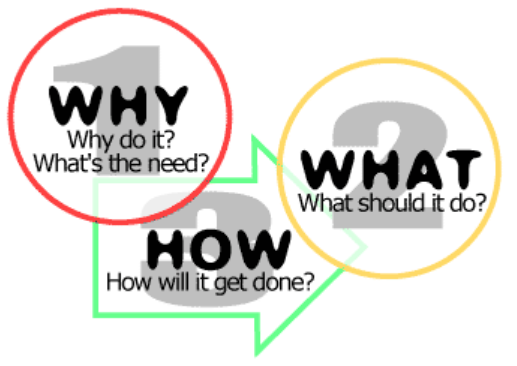 1
WHY
Why do it?
What's the need?
2
WHAT
What should it do?
3
HOW
How will it get done?